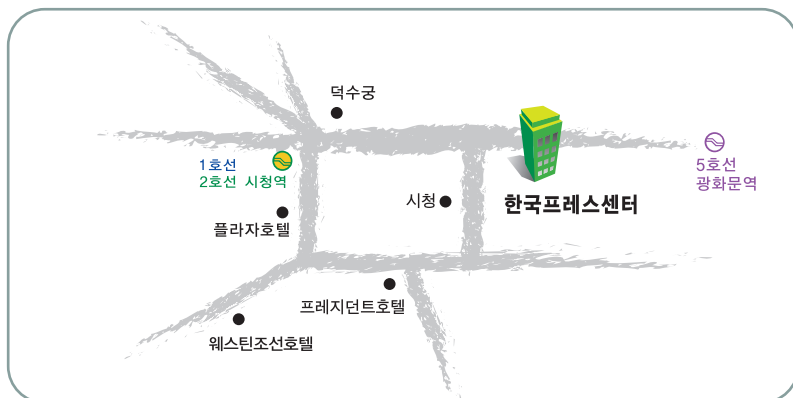 덕수궁
1호선
2호선 시청역
5호선
광화문역
시청
한국프레스센터
플라자호텔
프레지던트호텔
웨스틴조선호텔